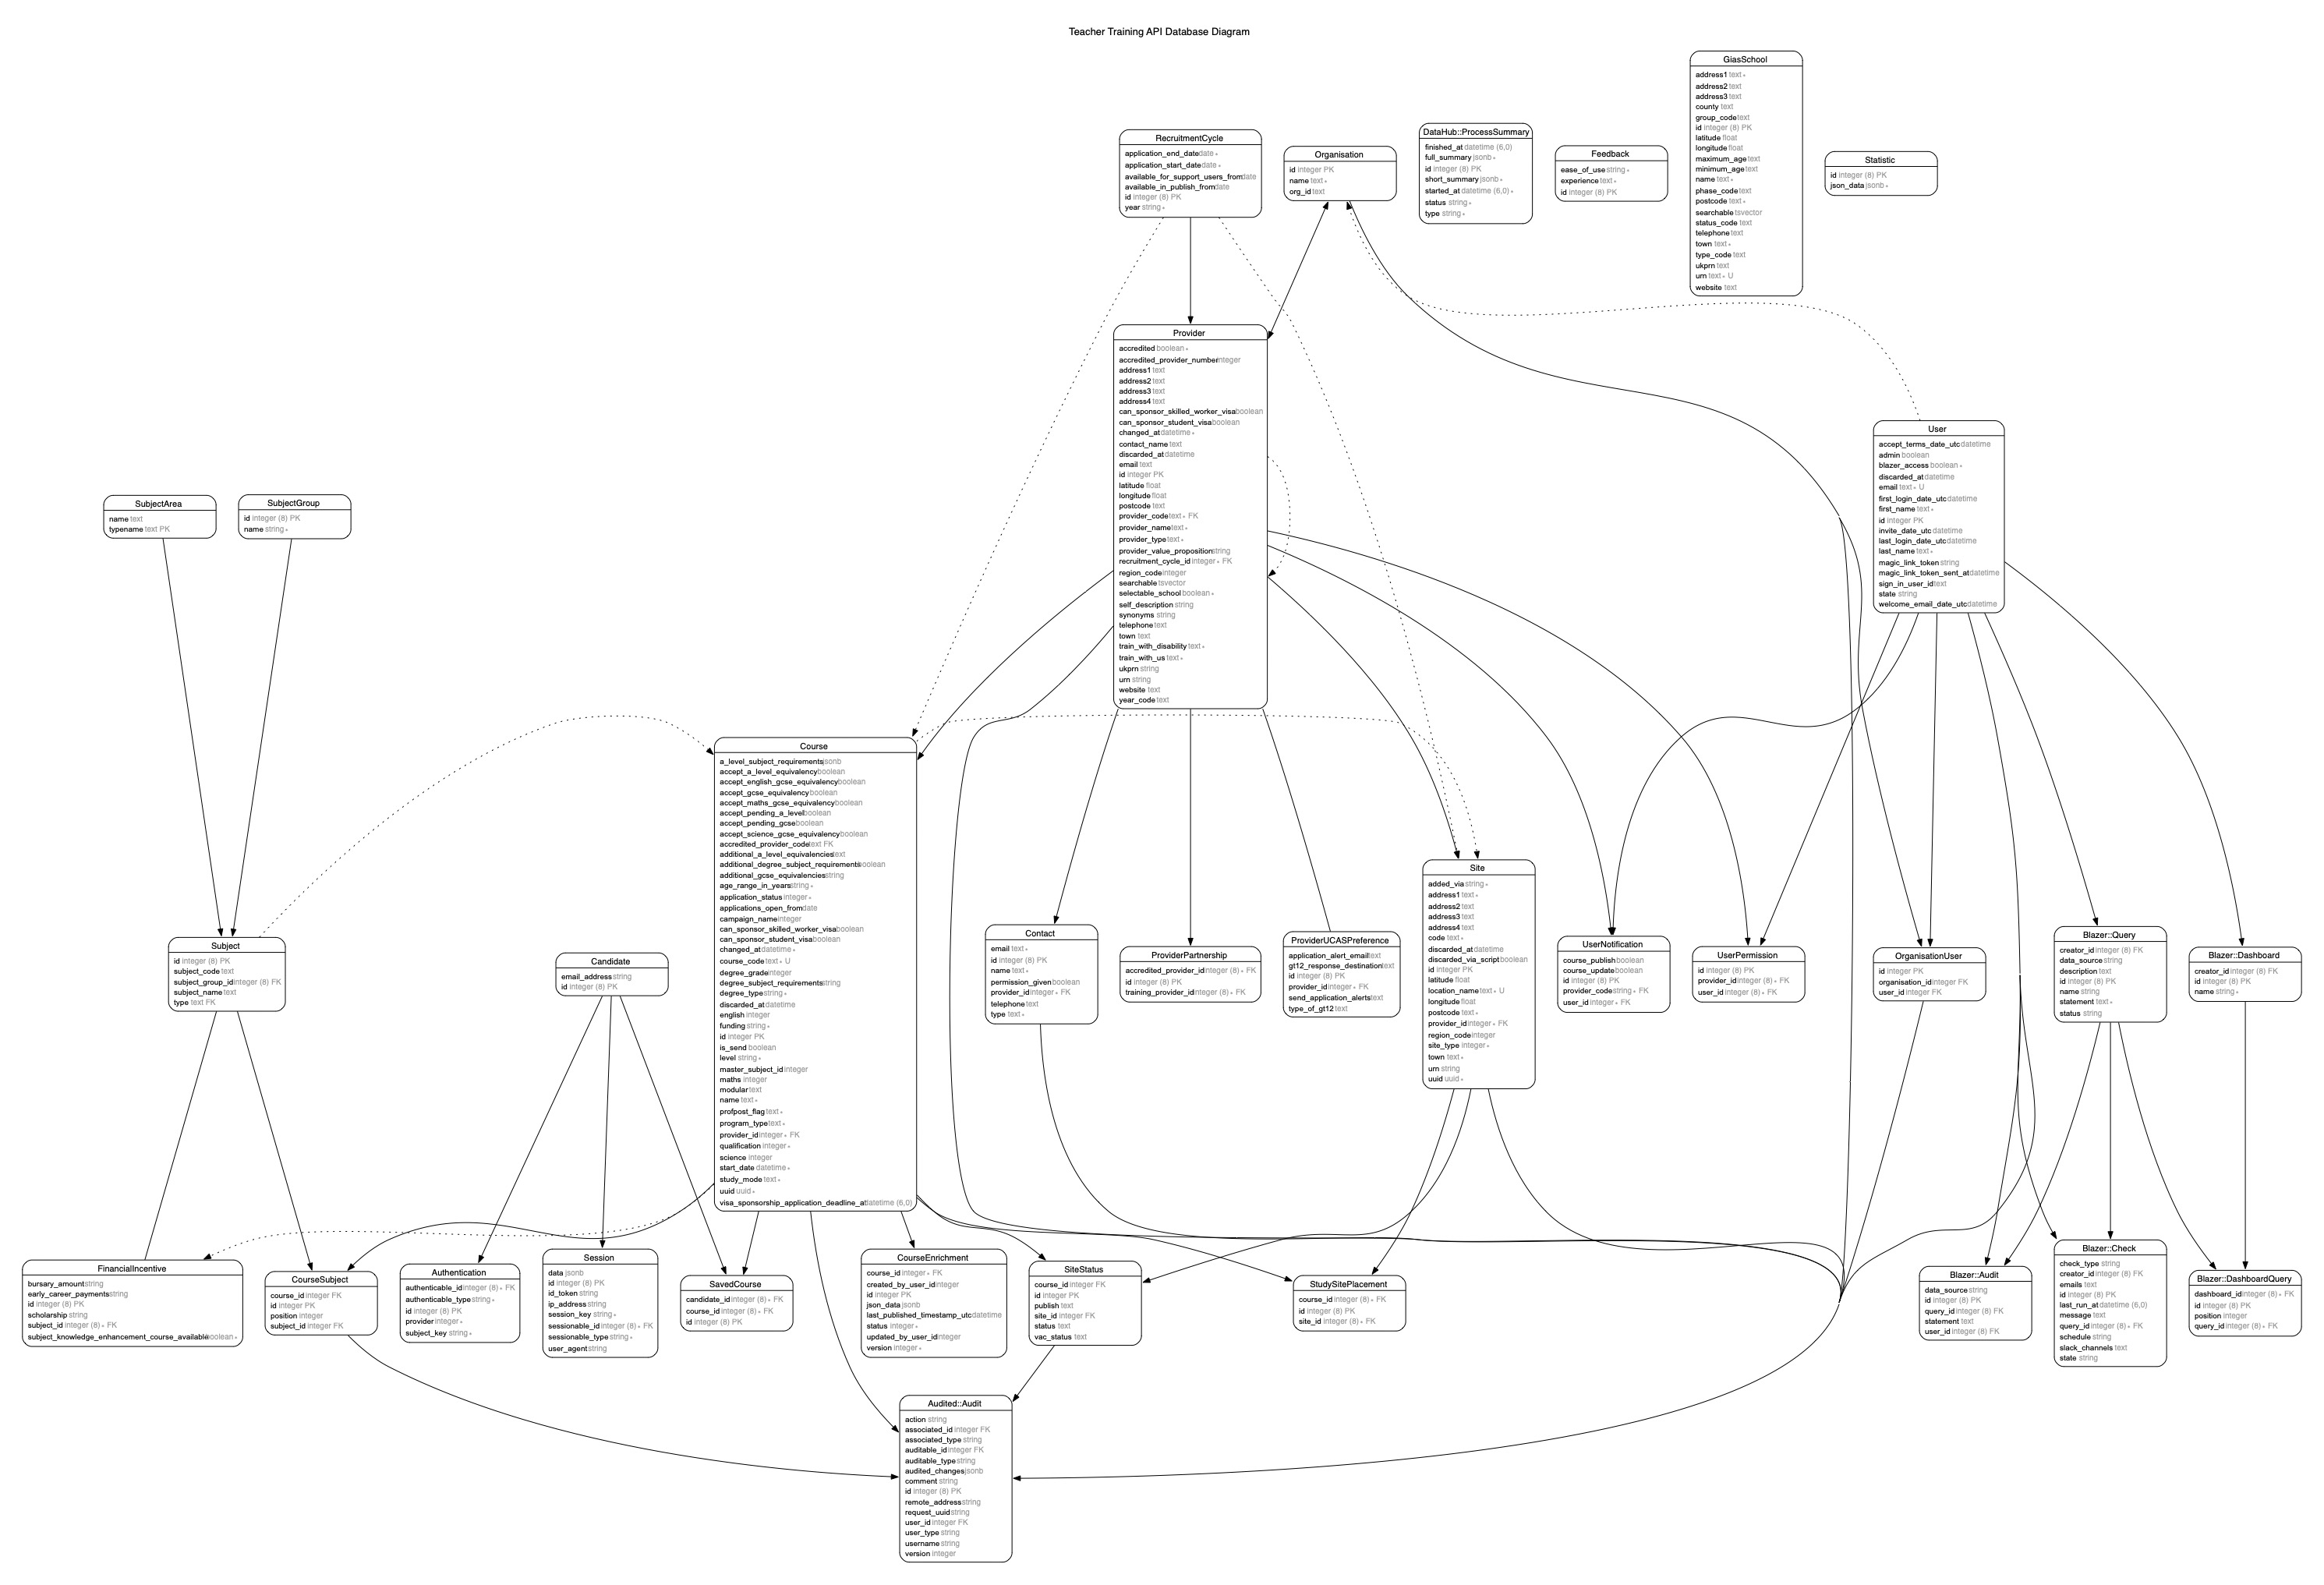 Teacher Training API Database Diagram
GiasSchool
address1 text ∗
address2 text
address3 text
county text
group_code text
id integer (8) PK
latitude float
longitude float
maximum_age text
minimum_age text
name text ∗
phase_code text
postcode text ∗
searchable tsvector
status_code text
telephone text
town text ∗
type_code text
ukprn text
urn text ∗ U
website text
RecruitmentCycle
application_end_date date ∗
application_start_date date ∗
available_for_support_users_from date
available_in_publish_from date
id integer (8) PK
year string ∗
Organisation
id integer PK
name text ∗
org_id text
DataHub::ProcessSummary
finished_at datetime (6,0)
full_summary jsonb ∗
id integer (8) PK
short_summary jsonb ∗
started_at datetime (6,0) ∗
status string ∗
type string ∗
Feedback
ease_of_use string ∗
experience text ∗
id integer (8) PK
Statistic
id integer (8) PK
json_data jsonb ∗
Provider
accredited boolean ∗
accredited_provider_number integer
address1 text
address2 text
address3 text
address4 text
can_sponsor_skilled_worker_visa boolean
can_sponsor_student_visa boolean
changed_at datetime ∗
contact_name text
discarded_at datetime
email text
id integer PK
latitude float
longitude float
postcode text
provider_code text ∗ FK
provider_name text ∗
provider_type text ∗
provider_value_proposition string
recruitment_cycle_id integer ∗ FK
region_code integer
searchable tsvector
selectable_school boolean ∗
self_description string
synonyms string
telephone text
town text
train_with_disability text ∗
train_with_us text ∗
ukprn string
urn string
website text
year_code text
User
accept_terms_date_utc datetime
admin boolean
blazer_access boolean ∗
discarded_at datetime
email text ∗ U
first_login_date_utc datetime
first_name text ∗
id integer PK
invite_date_utc datetime
last_login_date_utc datetime
last_name text ∗
magic_link_token string
magic_link_token_sent_at datetime
sign_in_user_id text
state string
welcome_email_date_utc datetime
SubjectArea
name text
typename text PK
SubjectGroup
id integer (8) PK
name string ∗
Course
a_level_subject_requirements jsonb
accept_a_level_equivalency boolean
accept_english_gcse_equivalency boolean
accept_gcse_equivalency boolean
accept_maths_gcse_equivalency boolean
accept_pending_a_level boolean
accept_pending_gcse boolean
accept_science_gcse_equivalency boolean
accredited_provider_code text FK
additional_a_level_equivalencies text
additional_degree_subject_requirements boolean
additional_gcse_equivalencies string
age_range_in_years string ∗
application_status integer ∗
applications_open_from date
campaign_name integer
can_sponsor_skilled_worker_visa boolean
can_sponsor_student_visa boolean
changed_at datetime ∗
course_code text ∗ U
degree_grade integer
degree_subject_requirements string
degree_type string ∗
discarded_at datetime
english integer
funding string ∗
id integer PK
is_send boolean
level string ∗
master_subject_id integer
maths integer
modular text
name text ∗
profpost_flag text ∗
program_type text ∗
provider_id integer ∗ FK
qualification integer ∗
science integer
start_date datetime ∗
study_mode text ∗
uuid uuid ∗
visa_sponsorship_application_deadline_at datetime (6,0)
Site
added_via string ∗
address1 text ∗
address2 text
address3 text
address4 text
code text ∗
discarded_at datetime
discarded_via_script boolean
id integer PK
latitude float
location_name text ∗ U
longitude float
postcode text ∗
provider_id integer ∗ FK
region_code integer
site_type integer ∗
town text ∗
urn string
uuid uuid ∗
Subject
id integer (8) PK
subject_code text
subject_group_id integer (8) FK
subject_name text
type text FK
Candidate
email_address string
id integer (8) PK
Contact
email text ∗
id integer (8) PK
name text ∗
permission_given boolean
provider_id integer ∗ FK
telephone text
type text ∗
ProviderPartnership
accredited_provider_id integer (8) ∗ FK
id integer (8) PK
training_provider_id integer (8) ∗ FK
ProviderUCASPreference
application_alert_email text
gt12_response_destination text
id integer (8) PK
provider_id integer ∗ FK
send_application_alerts text
type_of_gt12 text
UserNotification
course_publish boolean
course_update boolean
id integer (8) PK
provider_code string ∗ FK
user_id integer ∗ FK
UserPermission
id integer (8) PK
provider_id integer (8) ∗ FK
user_id integer (8) ∗ FK
OrganisationUser
id integer PK
organisation_id integer FK
user_id integer FK
Blazer::Query
creator_id integer (8) FK
data_source string
description text
id integer (8) PK
name string
statement text ∗
status string
Blazer::Dashboard
creator_id integer (8) FK
id integer (8) PK
name string ∗
FinancialIncentive
bursary_amount string
early_career_payments string
id integer (8) PK
scholarship string
subject_id integer (8) ∗ FK
subject_knowledge_enhancement_course_available boolean ∗
CourseSubject
course_id integer FK
id integer PK
position integer
subject_id integer FK
Authentication
authenticable_id integer (8) ∗ FK
authenticable_type string ∗
id integer (8) PK
provider integer ∗
subject_key string ∗
Session
data jsonb
id integer (8) PK
id_token string
ip_address string
session_key string ∗
sessionable_id integer (8) ∗ FK
sessionable_type string ∗
user_agent string
SavedCourse
candidate_id integer (8) ∗ FK
course_id integer (8) ∗ FK
id integer (8) PK
CourseEnrichment
course_id integer ∗ FK
created_by_user_id integer
id integer PK
json_data jsonb
last_published_timestamp_utc datetime
status integer ∗
updated_by_user_id integer
version integer ∗
SiteStatus
course_id integer FK
id integer PK
publish text
site_id integer FK
status text
vac_status text
StudySitePlacement
course_id integer (8) ∗ FK
id integer (8) PK
site_id integer (8) ∗ FK
Blazer::Audit
data_source string
id integer (8) PK
query_id integer (8) FK
statement text
user_id integer (8) FK
Blazer::Check
check_type string
creator_id integer (8) FK
emails text
id integer (8) PK
last_run_at datetime (6,0)
message text
query_id integer (8) ∗ FK
schedule string
slack_channels text
state string
Blazer::DashboardQuery
dashboard_id integer (8) ∗ FK
id integer (8) PK
position integer
query_id integer (8) ∗ FK
Audited::Audit
action string
associated_id integer FK
associated_type string
auditable_id integer FK
auditable_type string
audited_changes jsonb
comment string
id integer (8) PK
remote_address string
request_uuid string
user_id integer FK
user_type string
username string
version integer